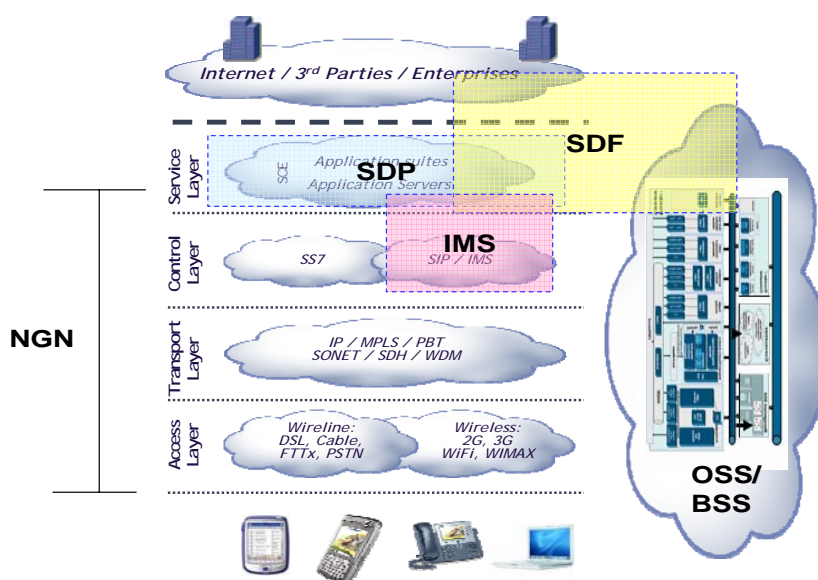 Internet / 3rd Parties / Enterprises
SDF
Service
Layer
SCE
Application suites
SDP
Application Servers
Control
Layer
SS7
IMS
SIP / IMS
NGN
Transport
Layer
IP / MPLS / PBT
SONET / SDH / WDM
Access
Layer
Wireline:
DSL, Cable,
FTTx, PSTN
Wireless:
2G, 3G
WiFi, WIMAX
OSS/
BSS